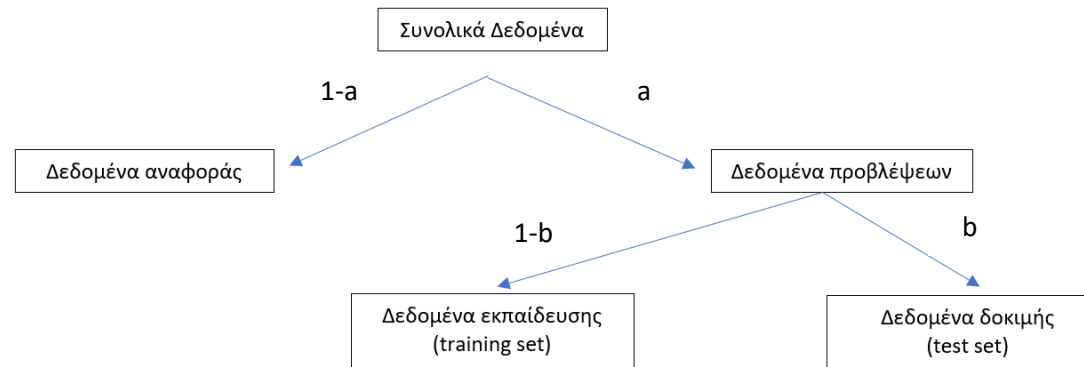 Συνολικά Δεδομένα
1-a
a
Δεδομένα αναφοράς
Δεδομένα προβλέψεων
1-b
b
Δεδομένα εκπαίδευσης
(training set)
Δεδομένα δοκιμής
(test set)